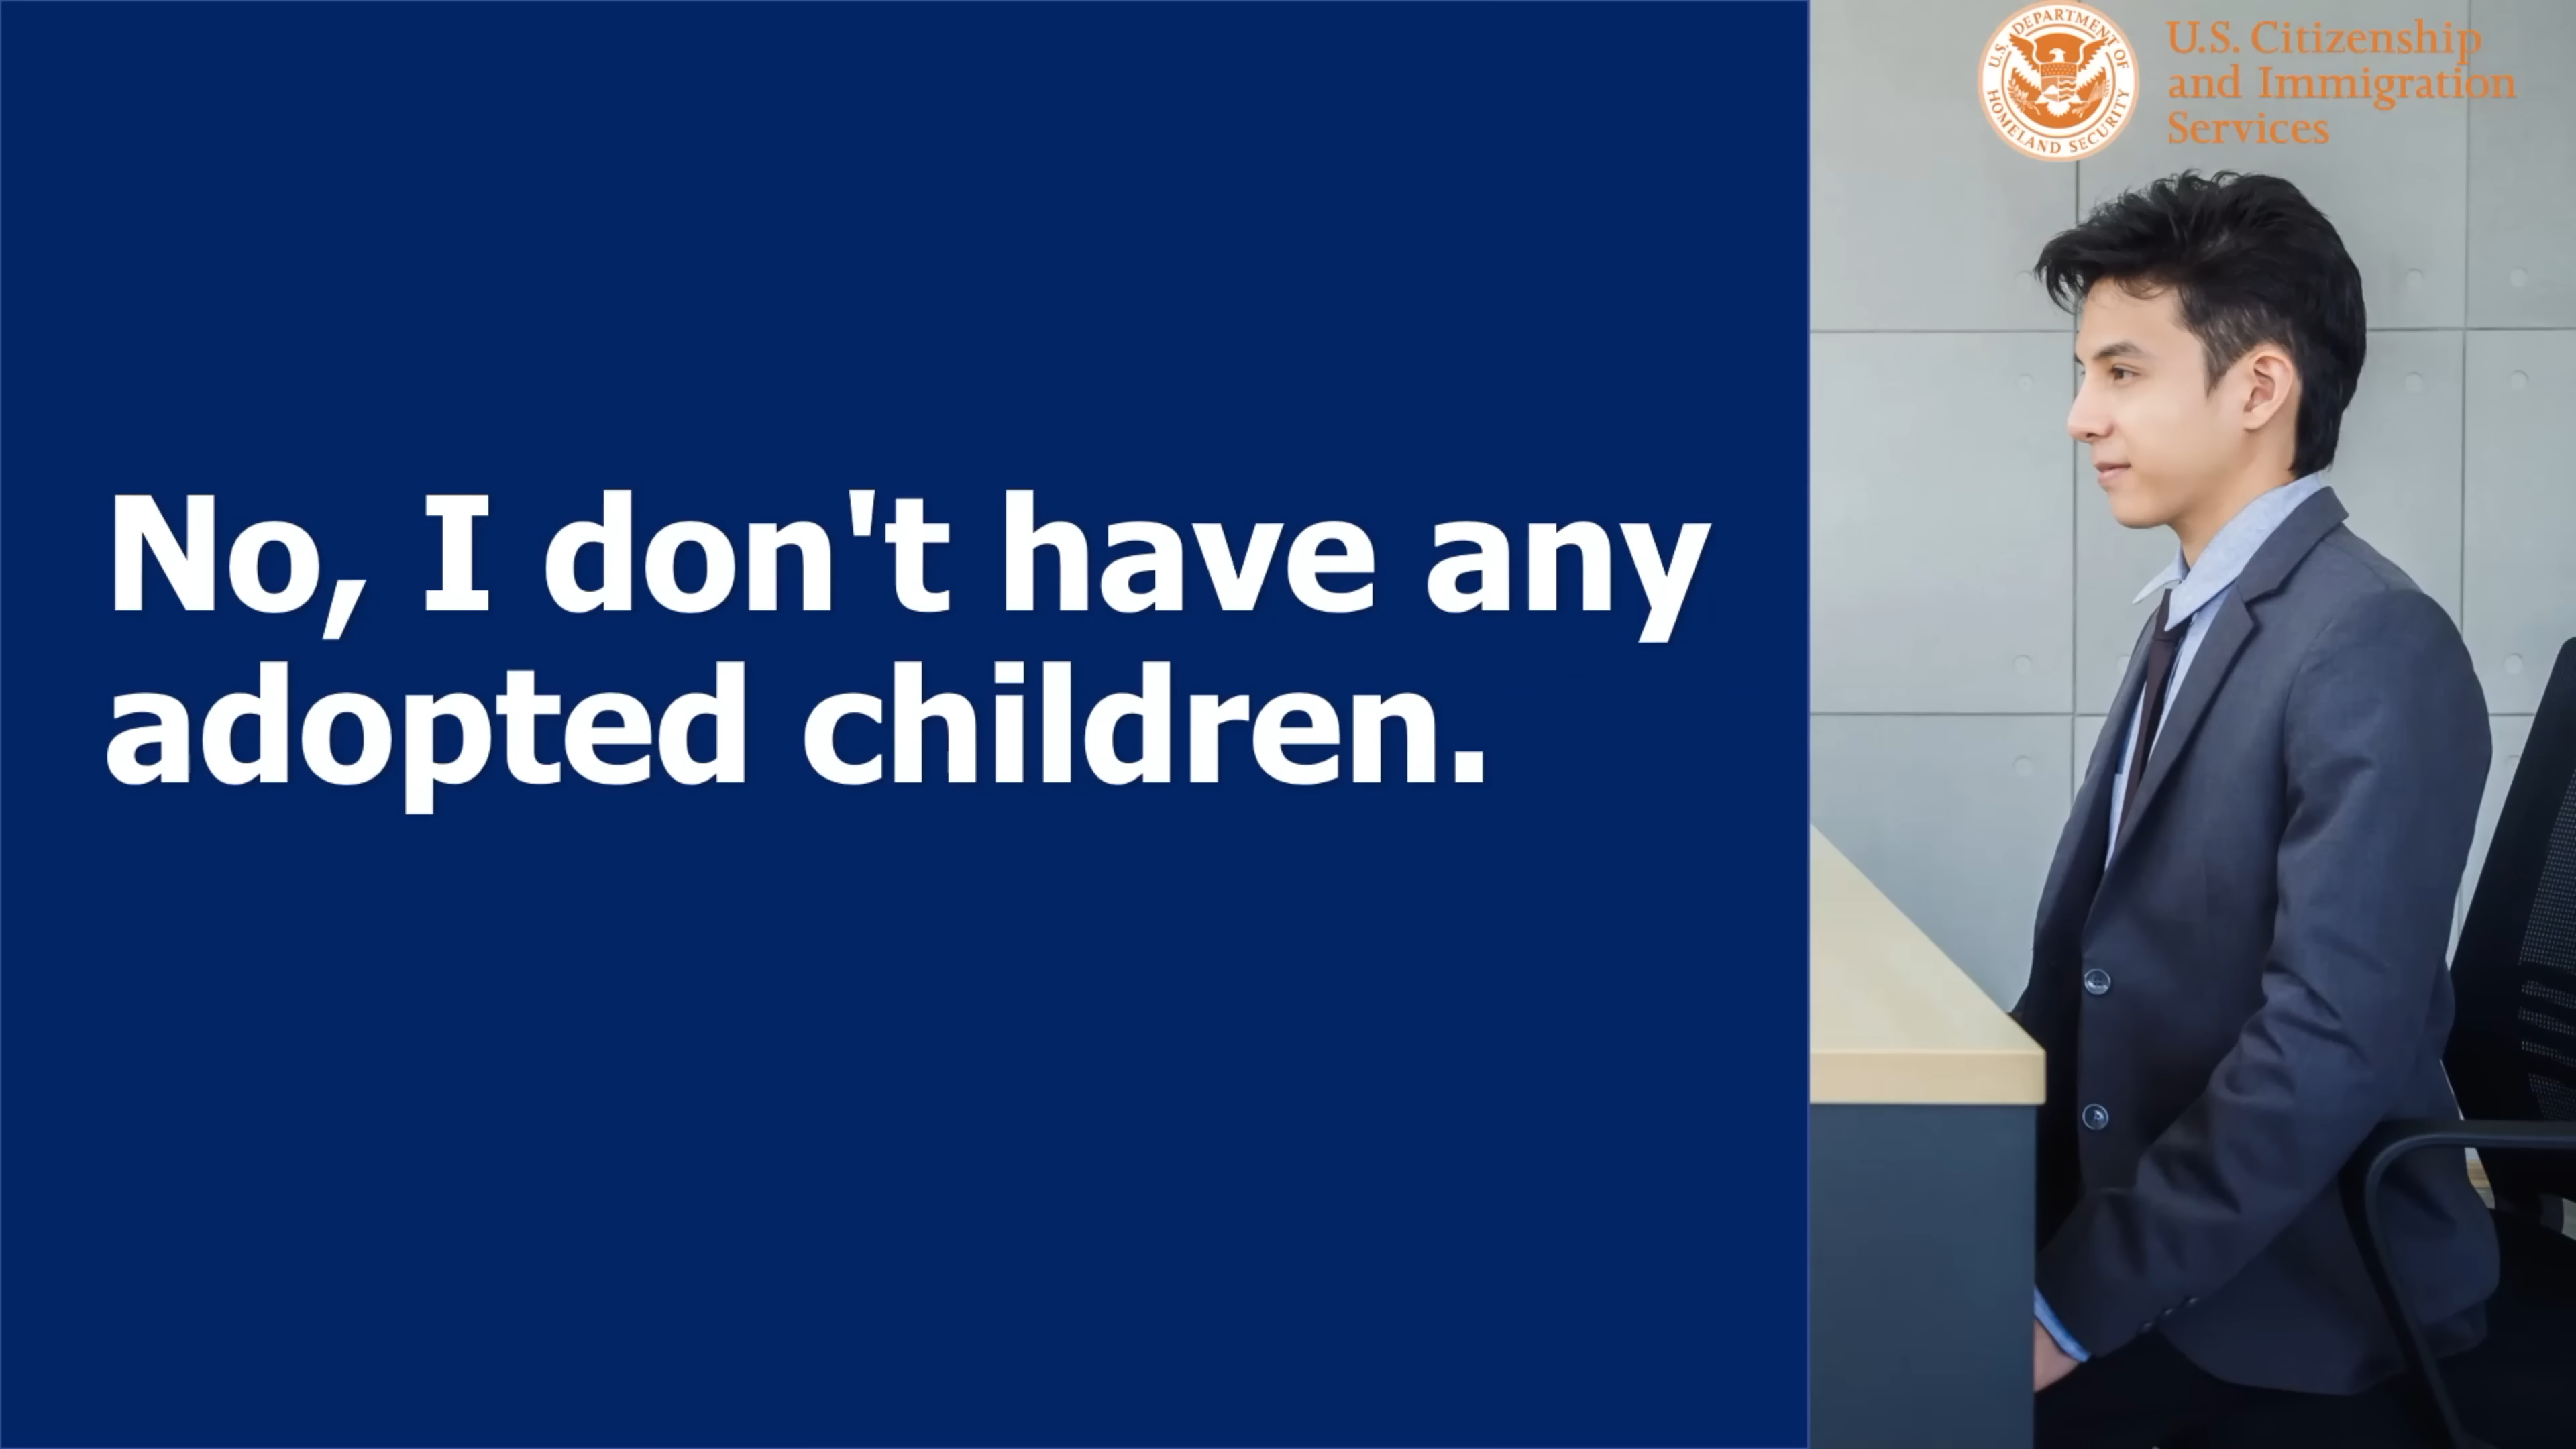 No, I don't have any
adopted children.
U.S. DEPARTMENT OF
HOMELAND SECURITY
U.S. Citizenship
and Immigration
Services